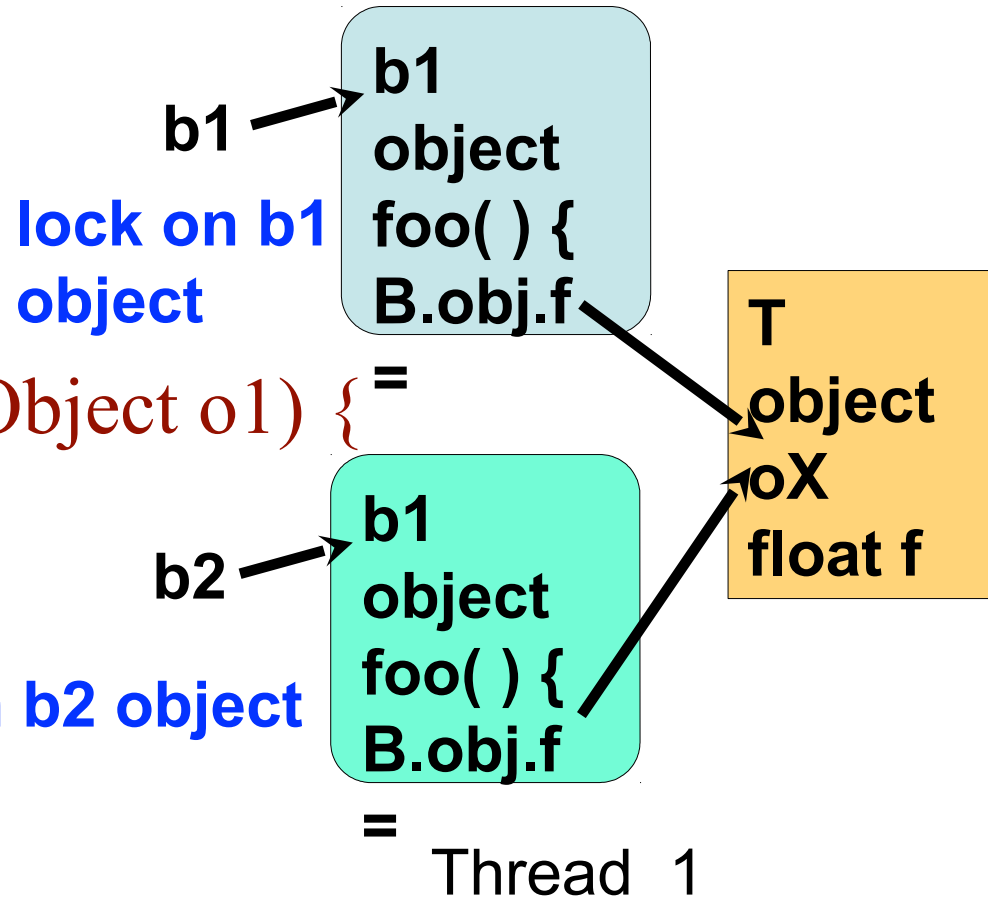 b1
b1
object
foo( ) {
B.obj.f
=
lock on b1
object
Object o1) {
T
object
oX
float f
b2
b1
object
foo( ) {
B.obj.f
=
b2 object
Thread 1